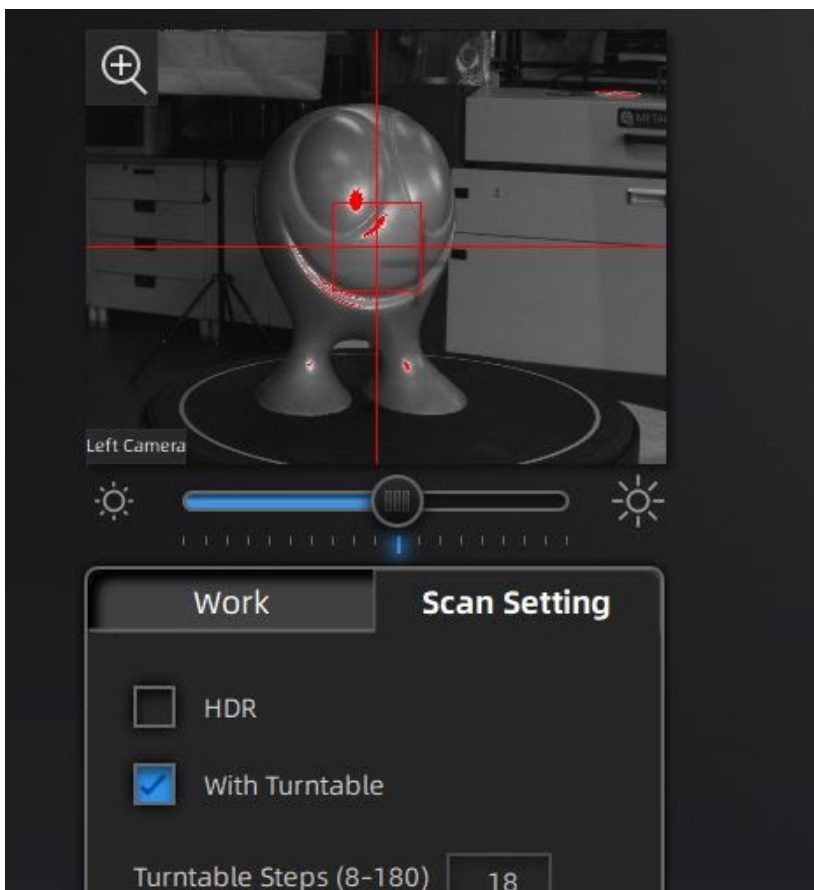 Left Camera
Work
Scan Setting
HDR
With Turntable
Turntable Steps (8-180)
18